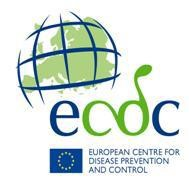 ecdc
EUROPEAN CENTRE FOR
DISEASE PREVENTION
AND CONTROL